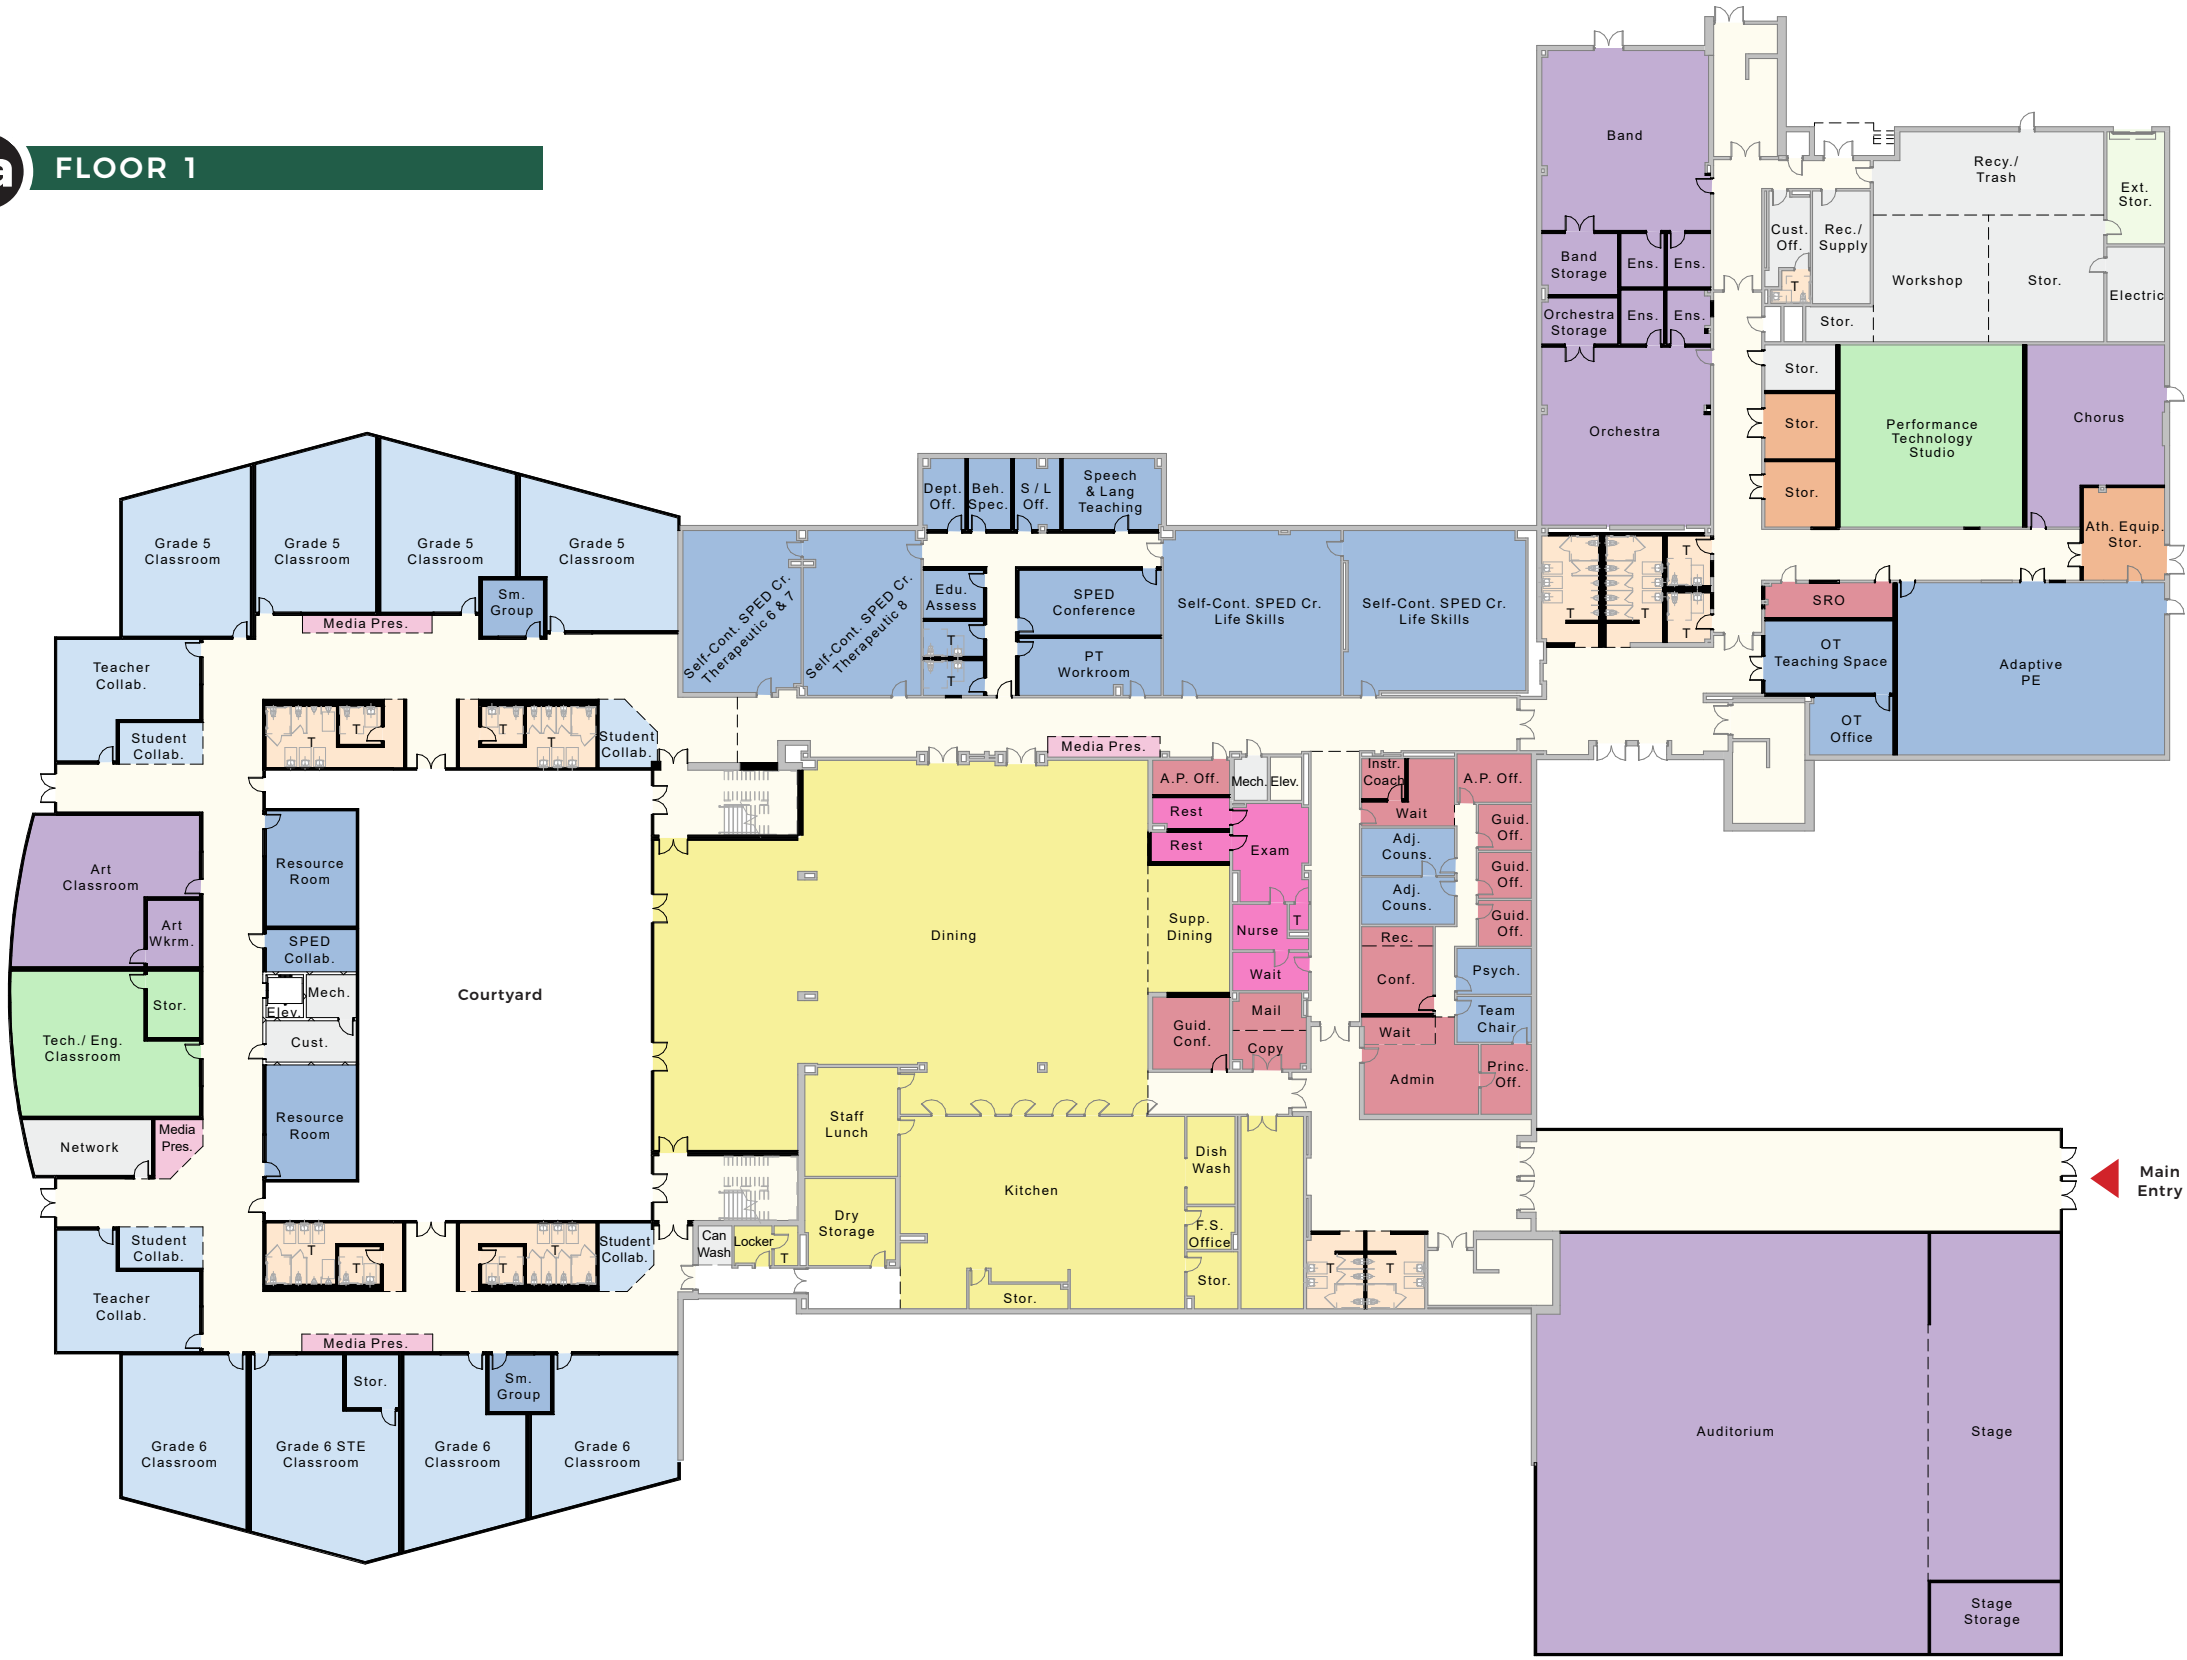 a
FLOOR 1
Band
Recy./
Trash
Ext.
Stor.
Cust.
Off.
Rec./
Supply
Band
Storage
Ens.
Ens.
T
Workshop
Stor.
Electric
Orchestra
Storage
Ens.
Ens.
Stor.
Stor.
Orchestra
Stor.
Performance
Technology
Studio
Chorus
Stor.
Ath. Equip.
Stor.
Dept.
Off.
Beh.
Spec.
S / L
Off.
Speech
& Lang
Teaching
Grade 5
Classroom
Grade 5
Classroom
Grade 5
Classroom
Grade 5
Classroom
Sm.
Group
Media Pres.
Self-Cont. SPED Cr.
Therapeutic 6 & 7
Self-Cont. SPED Cr.
Therapeutic 8
Edu.
Assess
T
T
SPED
Conference
PT
Workroom
Self-Cont. SPED Cr.
Life Skills
Self-Cont. SPED Cr.
Life Skills
T
T
T
T
SRO
OT
Teaching Space
OT
Office
Adaptive
PE
Teacher
Collab.
Student
Collab.
T
T
T
T
Student
Collab.
Media Pres.
A.P. Off.
Mech.
Elev.
Instr.
Coach
Wait
A.P. Off.
Rest
Rest
Exam
Adj.
Couns.
Guid.
Off.
Adj.
Couns.
Guid.
Off.
Guid.
Off.
Art
Classroom
Art
Wkrm.
Resource
Room
SPED
Collab.
Mech.
Elev.
Cust.
Courtyard
Dining
Supp.
Dining
Nurse
T
Wait
Rec.
Conf.
Psych.
Team
Chair
Guid.
Conf.
Mail
Copy
Wait
Admin
Princ.
Off.
Stor.
Tech./ Eng.
Classroom
Resource
Room
Network
Media
Pres.
Staff
Lunch
Dry
Storage
Kitchen
Dish
Wash
F.S.
Office
Stor.
Stor.
Can
Wash
Locker
T
T
T
Main
Entry
Student
Collab.
Teacher
Collab.
T
T
T
T
Student
Collab.
Media Pres.
Stor.
Sm.
Group
Grade 6
Classroom
Grade 6 STE
Classroom
Grade 6
Classroom
Grade 6
Classroom
Auditorium
Stage
Stage
Storage